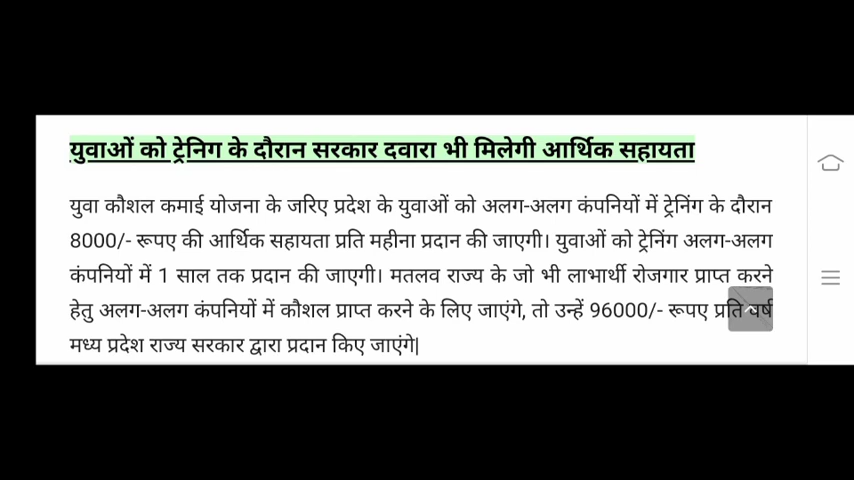 युवाओं को ट्रेनिग के दौरान सरकार दवारा भी मिलेगी आर्थिक सहायता
युवा कौशल कमाई योजना के जरिए प्रदेश के युवाओं को अलग-अलग कंपनियों में ट्रेनिंग के दौरान
8000/- रूपए की आर्थिक सहायता प्रति महीना प्रदान की जाएगी। युवाओं को ट्रेनिंग अलग-अलग
कंपनियों में 1 साल तक प्रदान की जाएगी। मतलव राज्य के जो भी लाभार्थी रोजगार प्राप्त करने
हेतु अलग-अलग कंपनियों में कौशल प्राप्त करने के लिए जाएंगे, तो उन्हें 96000/- रूपए प्रति वर्ष
मध्य प्रदेश राज्य सरकार द्वारा प्रदान किए जाएंगे|